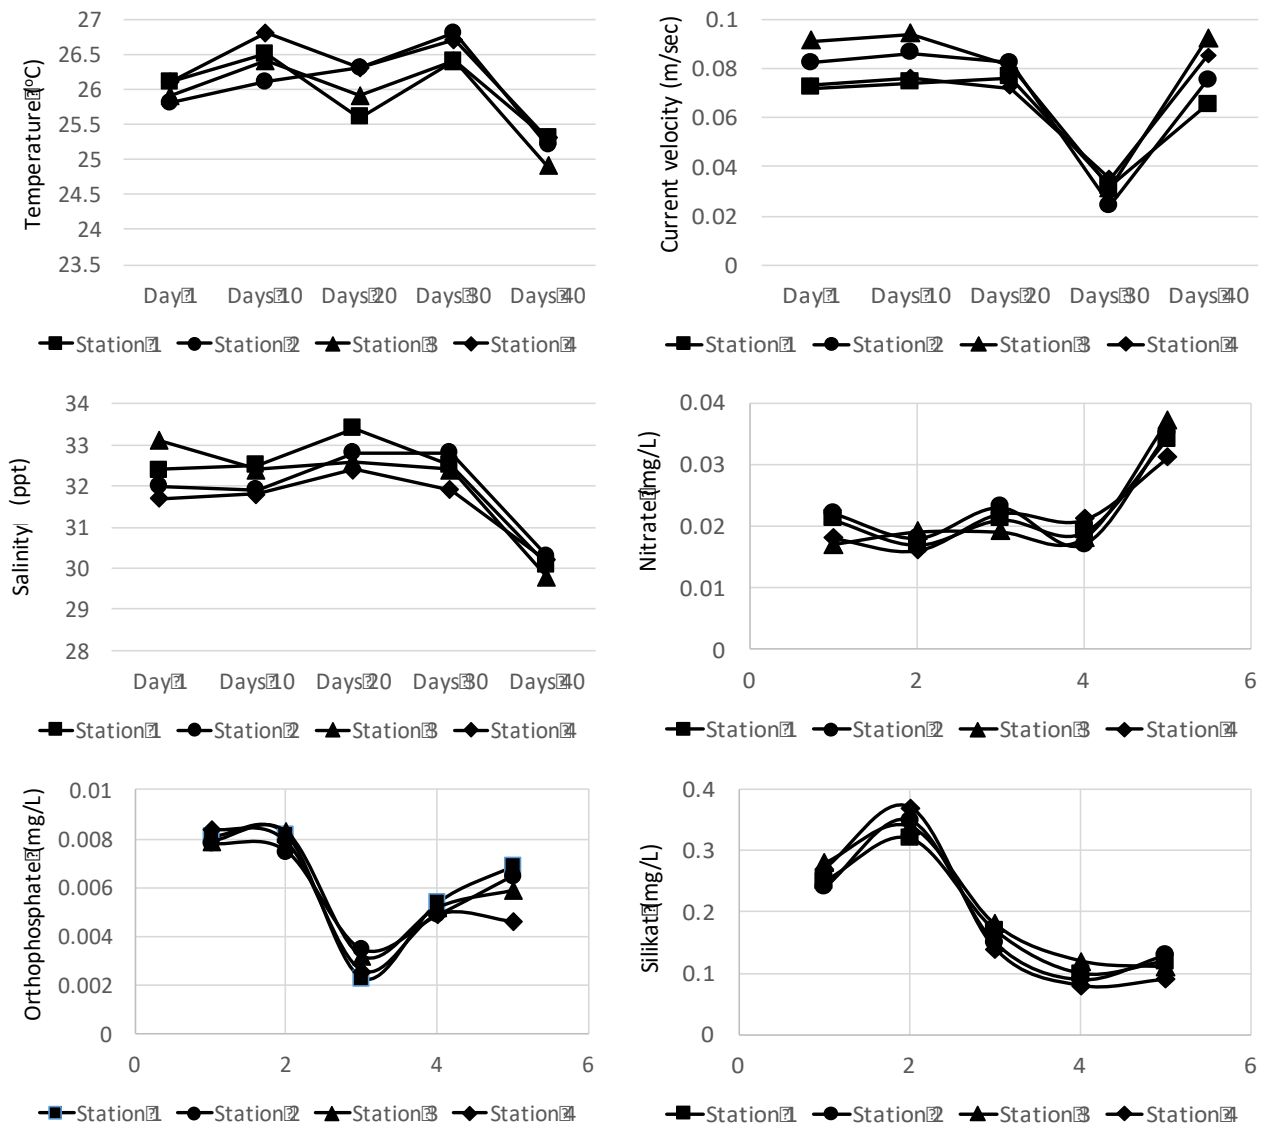 Temperature (°C)
27
26.5
26
25.5
25
24.5
24
23.5
Day 1 Days 10 Days 20 Days 30 Days 40
Station 1 Station 2 Station 3 Station 4
Current velocity (m/sec)
0.1
0.08
0.06
0.04
0.02
0
Day 1 Days 10 Days 20 Days 30 Days 40
Station 1 Station 2 Station 3 Station 4
Salinity (ppt)
34
33
32
31
30
29
28
Day 1 Days 10 Days 20 Days 30 Days 40
Station 1 Station 2 Station 3 Station 4
Nitrate (mg/L)
0.04
0.03
0.02
0.01
0
0 2 4 6
Station 1 Station 2 Station 3 Station 4
Orthophosphate (mg/L)
0.01
0.008
0.006
0.004
0.002
0
0 2 4 6
Station 1 Station 2 Station 3 Station 4
Silikat (mg/L)
0.4
0.3
0.2
0.1
0
0 2 4 6
Station 1 Station 2 Station 3 Station 4